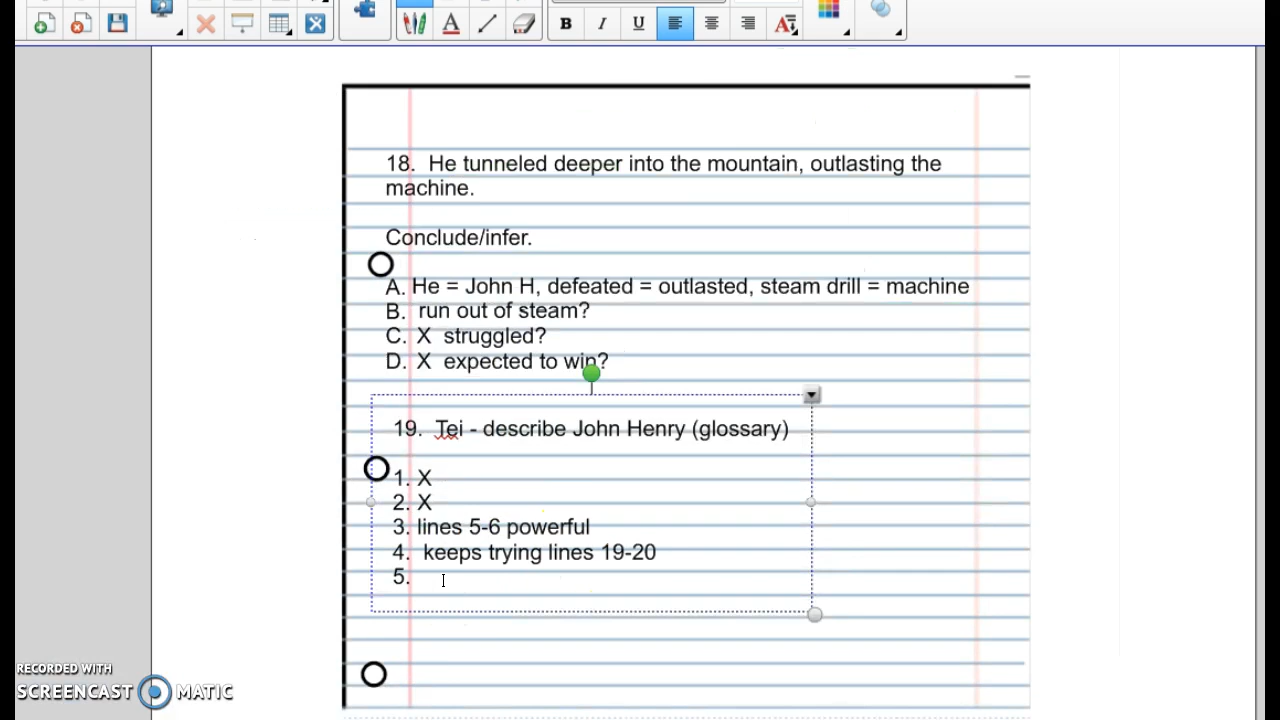 B I U A
A
18. He tunneled deeper into the mountain, outlasting the
machine.
Conclude/infer.
A. He = John H, defeated = outlasted, steam drill = machine
B. run out of steam?
C. X struggled?
D. X expected to win?
19. Tei - describe John Henry (glossary)
1. X
2. X
3. lines 5-6 powerful
4. keeps trying lines 19-20
5.
RECORDED WITH
SCREENCAST MATIC